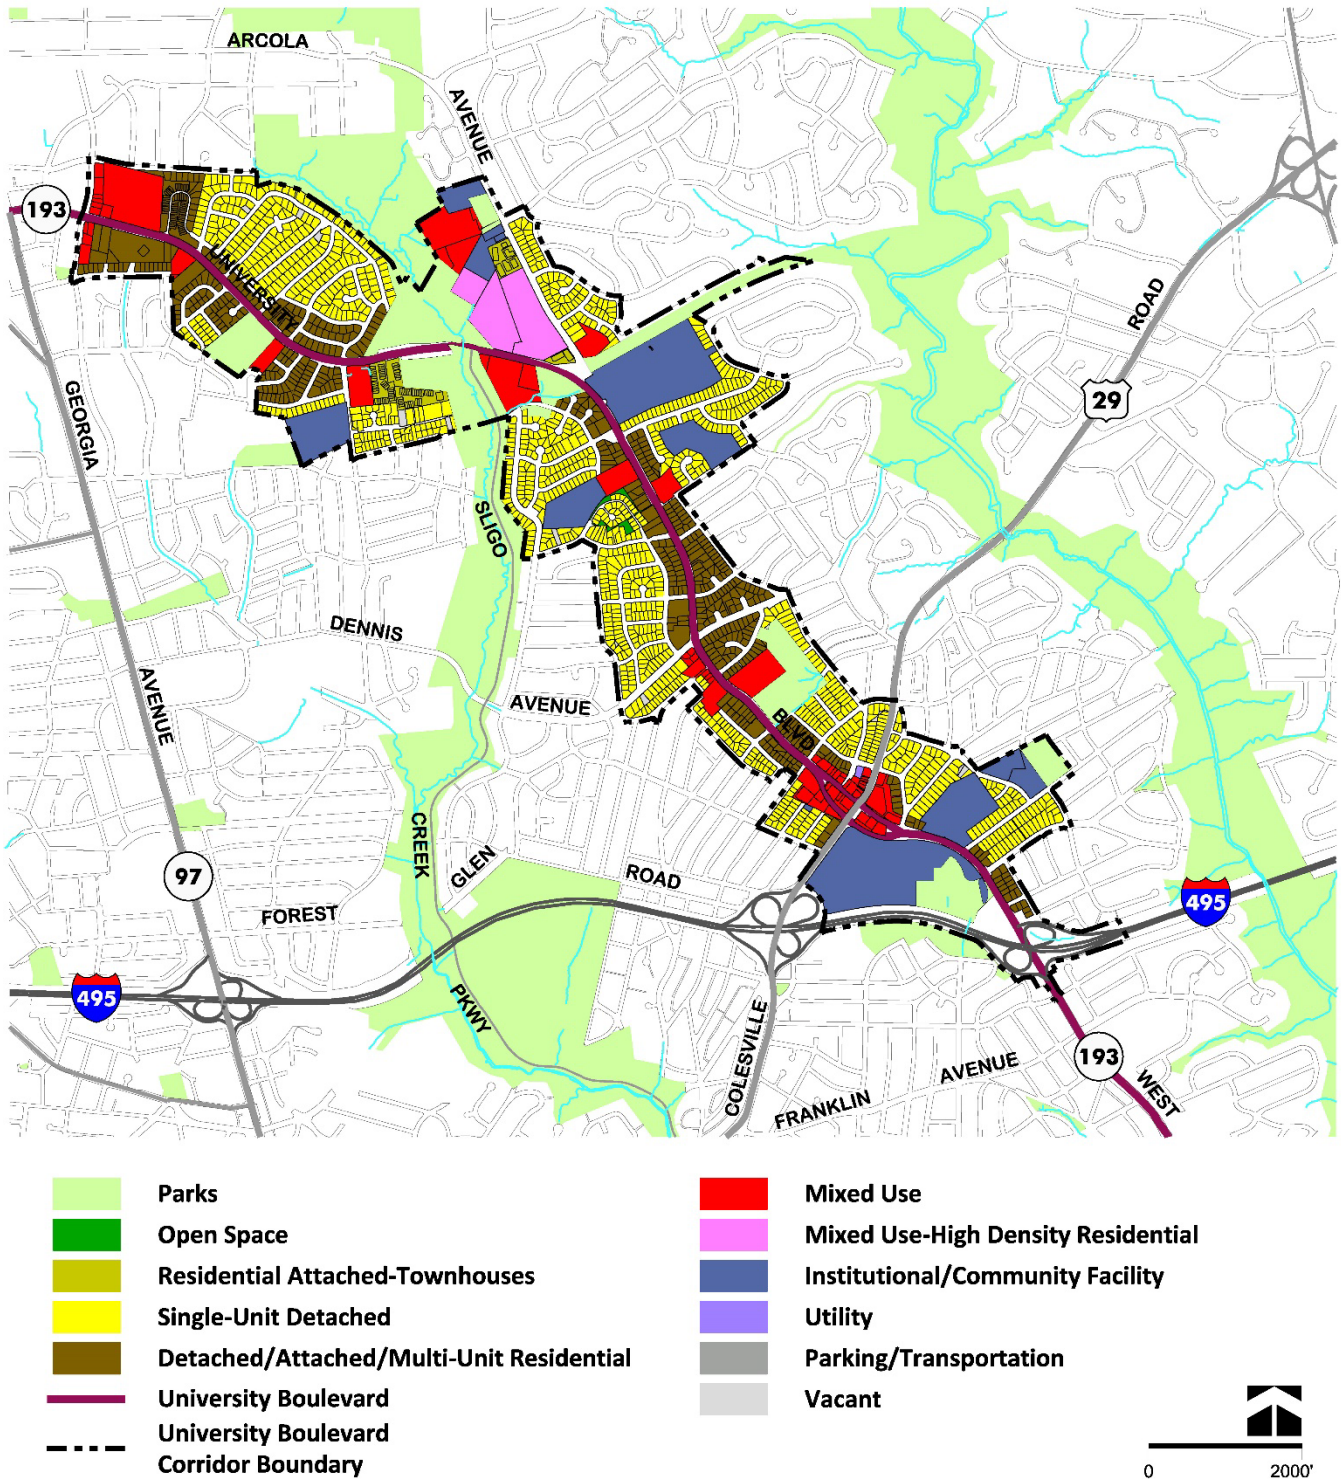 ARCOLA
AVENUE
193
UNIVERSITY
ROAD
29
GEORGIA
SLIGO
DENNIS
AVENUE
AVENUE
BLVD
CREEK
GLEN
ROAD
97
FOREST
495
495
PKWY
COLESVILLE
193
AVENUE
FRANKLIN
WEST
Parks
Open Space
Residential Attached-Townhouses
Single-Unit Detached
Detached/Attached/Multi-Unit Residential
University Boulevard
University Boulevard
Corridor Boundary
Mixed Use
Mixed Use-High Density Residential
Institutional/Community Facility
Utility
Parking/Transportation
Vacant
0 2000'